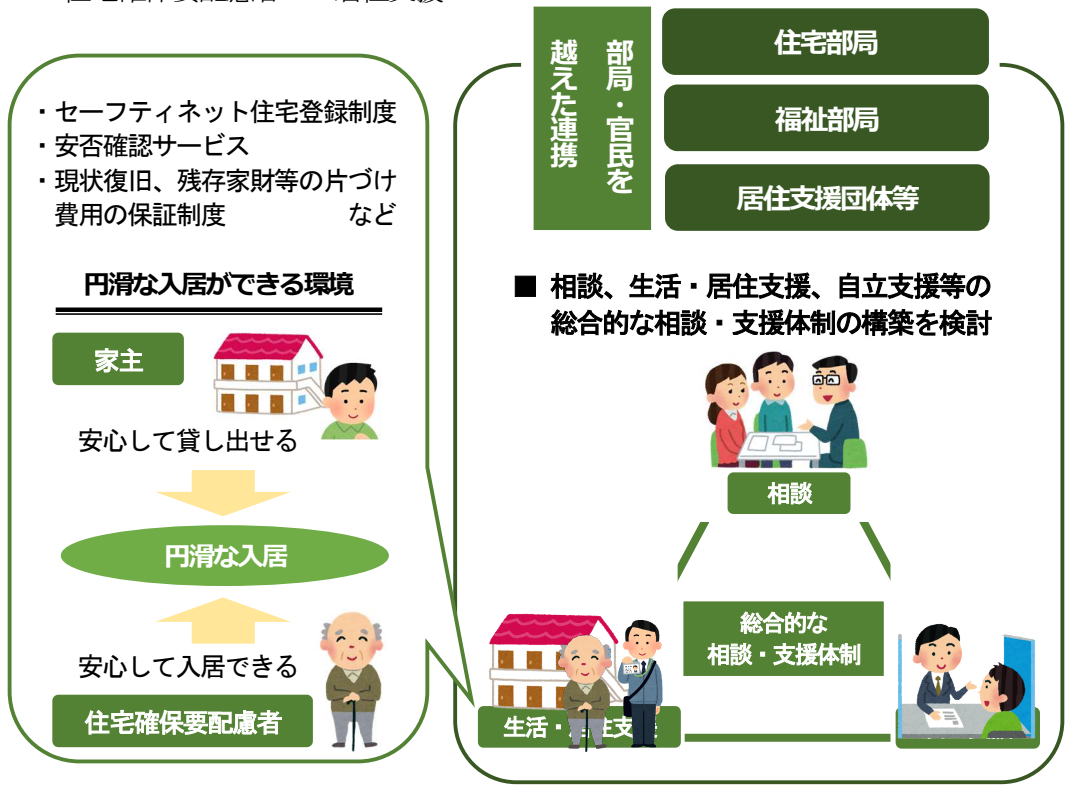 ・セーフティネット住宅登録制度
・安否確認サービス
・現状復旧、残存家財等の片づけ
費用の保証制度 など
円滑な入居ができる環境
家主
安心して貸し出せる
円滑な入居
安心して入居できる
住宅確保要配慮者
部局・官民を
越えた連携
住宅部局
福祉部局
居住支援団体等
■ 相談、生活・居住支援、自立支援等の
総合的な相談・支援体制の構築を検討
相談
総合的な
相談・支援体制
生活・居住支援